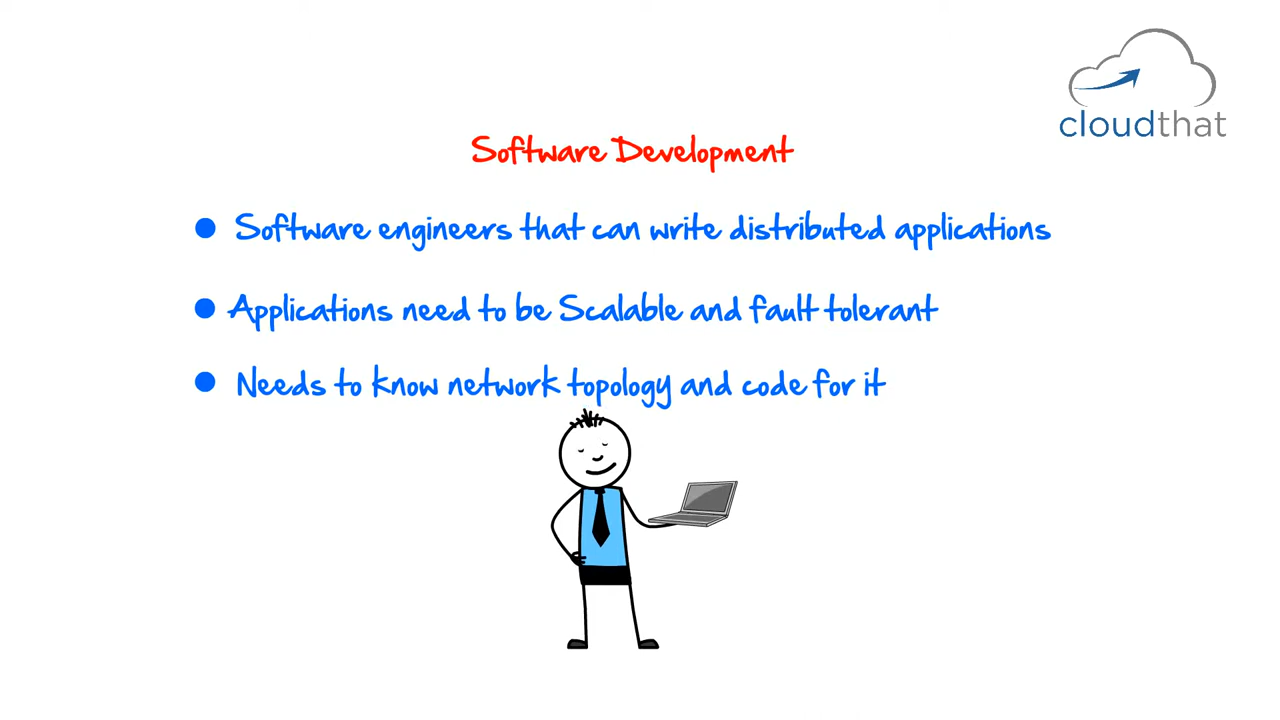 cloudthat
Software Development
Software engineers that can write distributed applications
Applications need to be Scalable and fault tolerant
Needs to know network topology and code for it